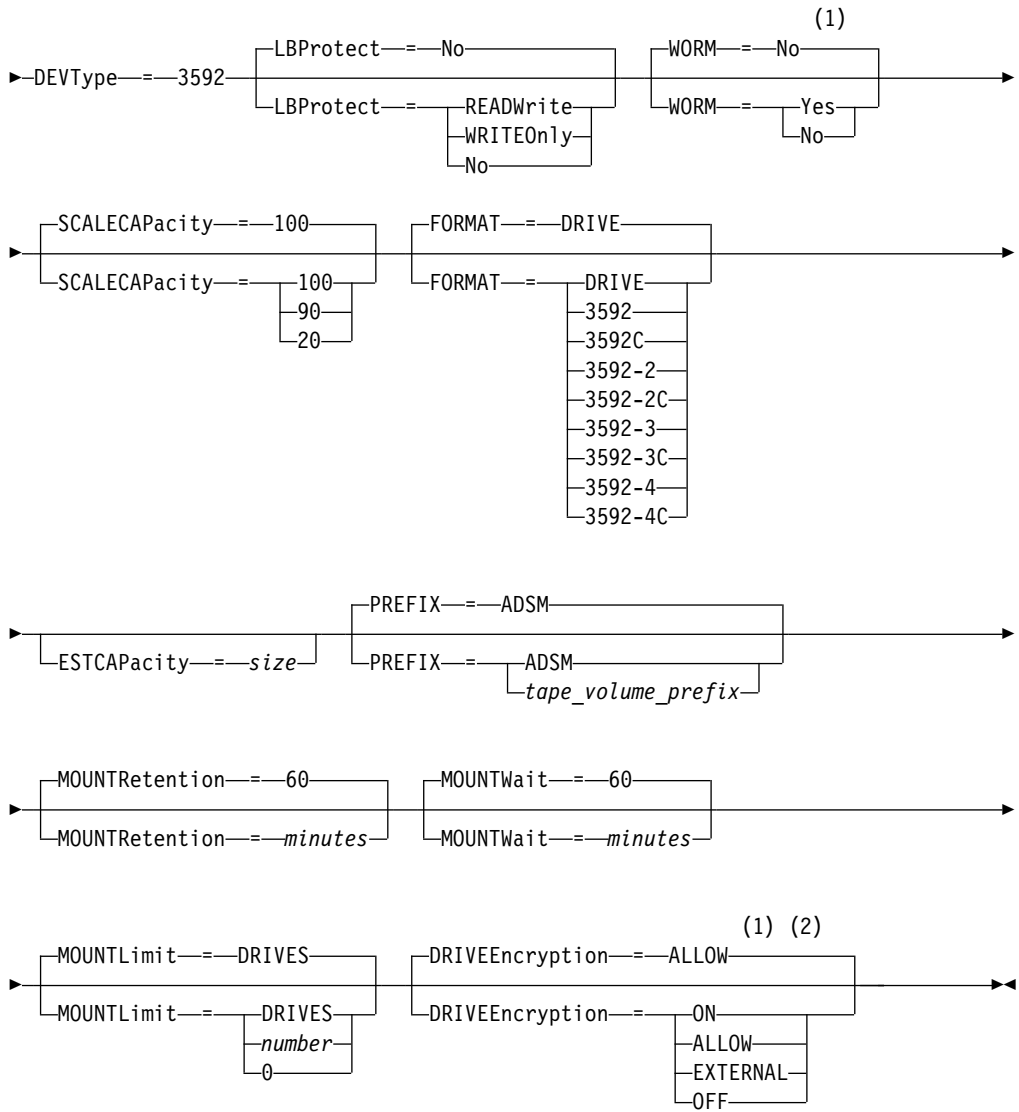 (1)
LBProtect = No WORM = No
DEVType = 3592
LBProtect = READWrite WORM = Yes
WRITEOnly No
No
SCALECAPacity = 100 FORMAT = DRIVE
SCALECAPacity = 100 FORMAT = DRIVE
90 3592
20 3592C
3592-2
3592-2C
3592-3
3592-3C
3592-4
3592-4C
PREFIX = ADSM
ESTCAPacity = size PREFIX = ADSM
tape_volume_prefix
MOUNTRetention = 60 MOUNTWait = 60
MOUNTRetention = minutes MOUNTWait = minutes
(1) (2)
MOUNTLimit = DRIVES DRIVEEncryption = ALLOW
MOUNTLimit = DRIVES DRIVEEncryption = ON
number ALLOW
0 EXTERNAL
OFF